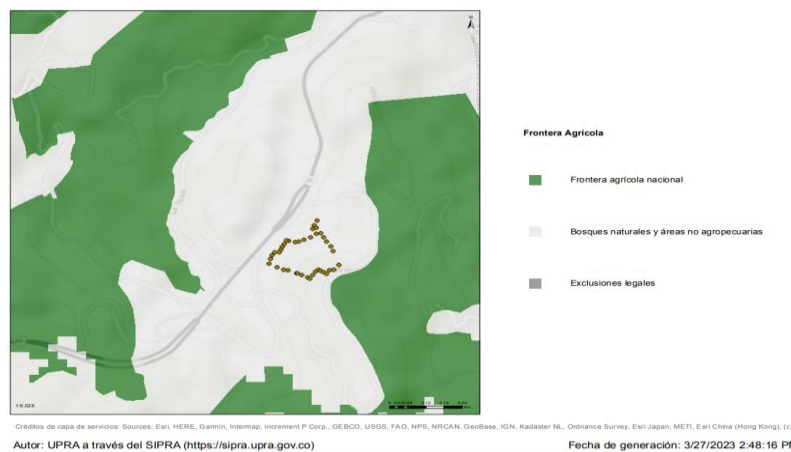 N
Frontera Agrícola
Frontera agrícola nacional
Bosques naturales y áreas no agropecuarias
Exclusiones legales
Créditos de capa de servicios: Sources: Esri, HERE, Garmin, Intermap, increment P Corp., GEBCO, USGS, FAO, NPS, NRCAN, GeoBase, IGN, Kadaster NL, Ordnance Survey, Esri Japan, METI, Esri China (Hong Kong), (c
Autor: UPRA a través del SIPRA (https://sipra.upra.gov.co)
Fecha de generación: 3/27/2023 2:48:16 PM